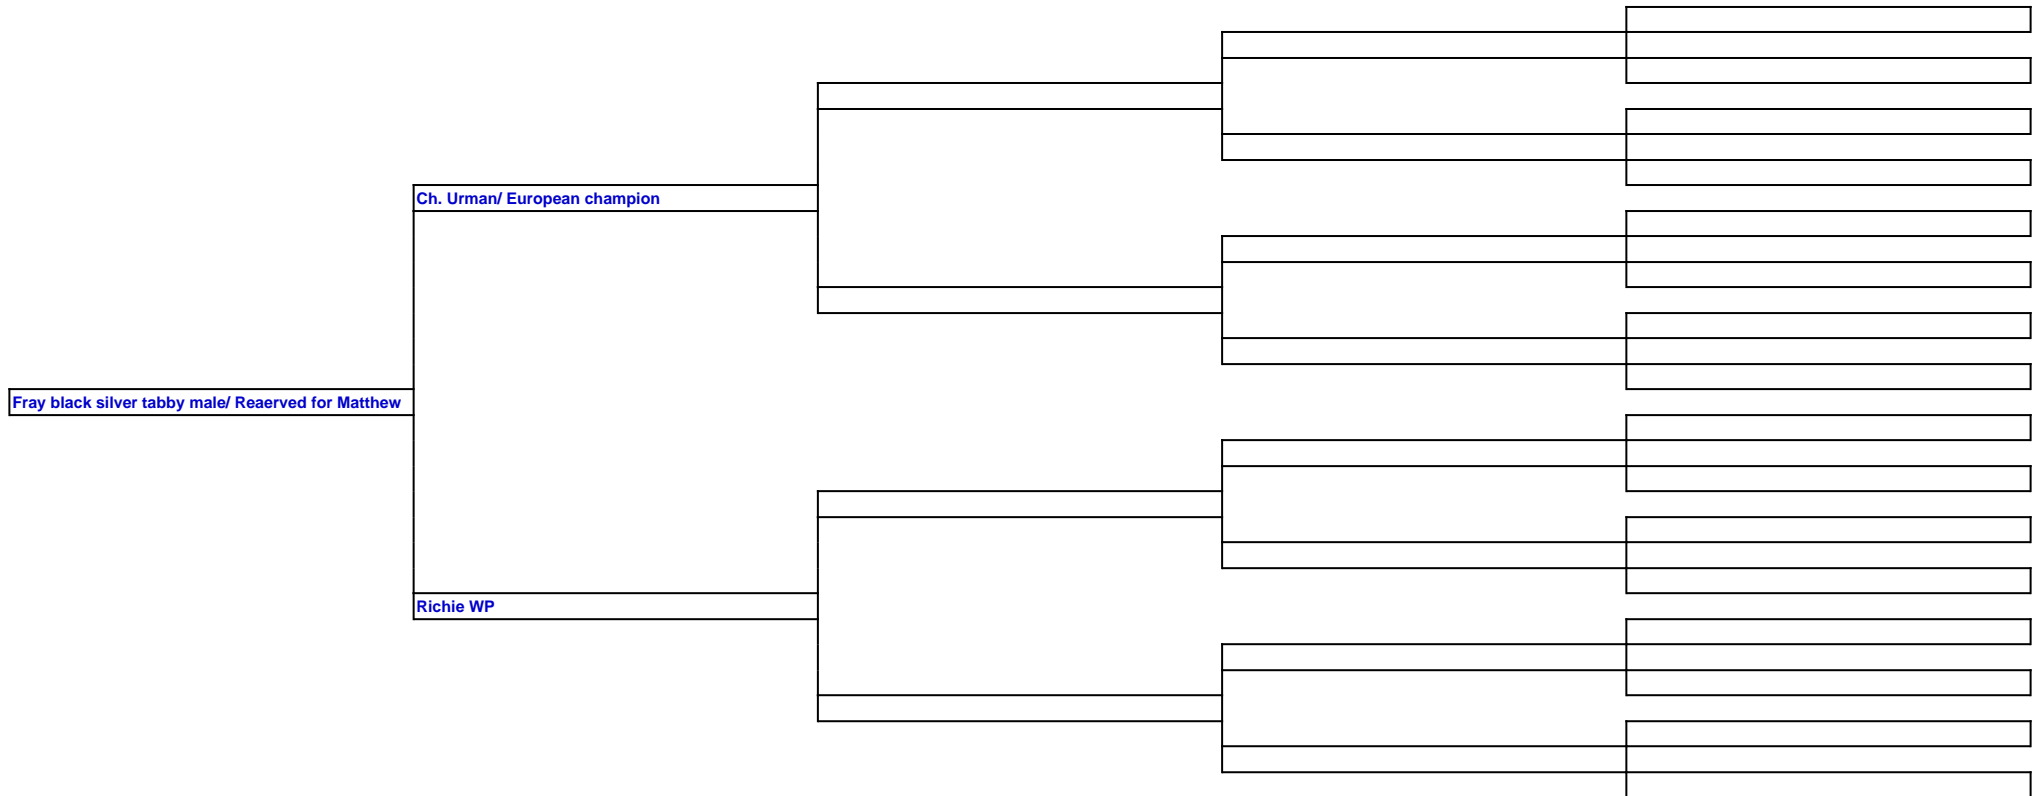 Ch. Urman/ European champion
Fray black silver tabby male/ Reaerved for Matthew
Richie WP